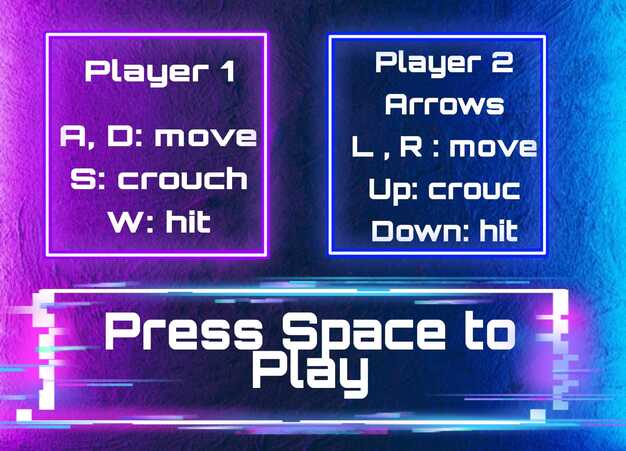 Player 1
A, D: move
S: crouch
W: hit
Player 2
Arrows
L , R : move
Up: crouc
Down: hit
Press Space to
Play